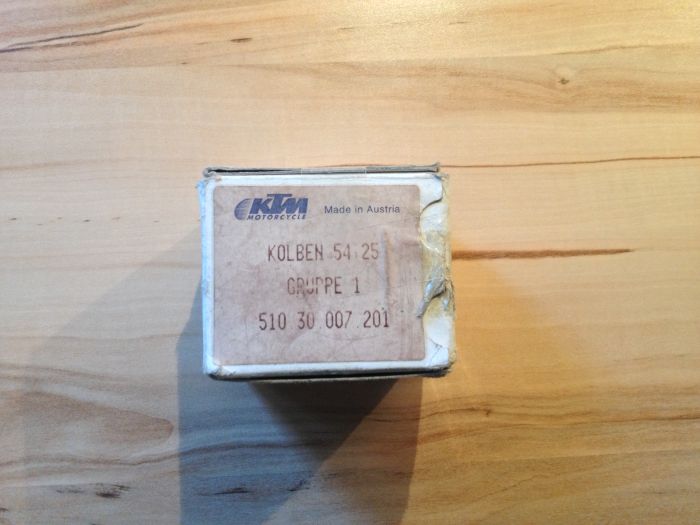 KTM Made in Austria
MOTORCYCLE
KOLBEN 54.25
GRUPPE 1
510 30 007 201